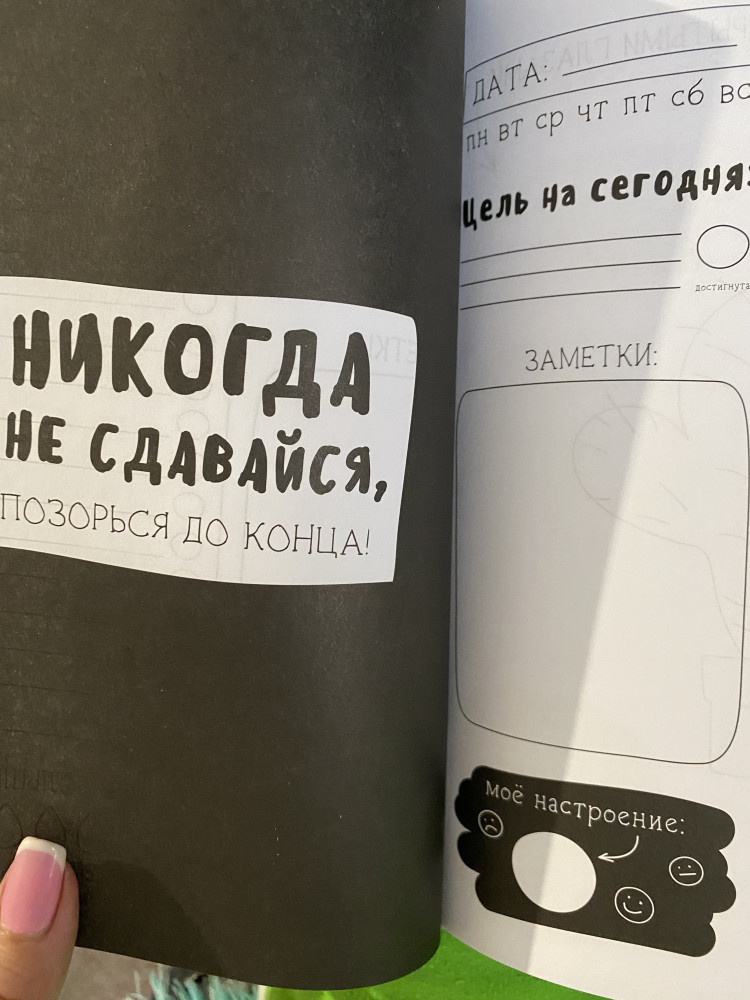 НИКОГДА
НЕ СДАВАЙСЯ,
ПОЗОРЬСЯ ДО КОНЦА!
ДАТА:
пн вт ср чт пт сб вс
Цель на сегодня:
достигнута
ЗАМЕТКИ:
моё настроение: